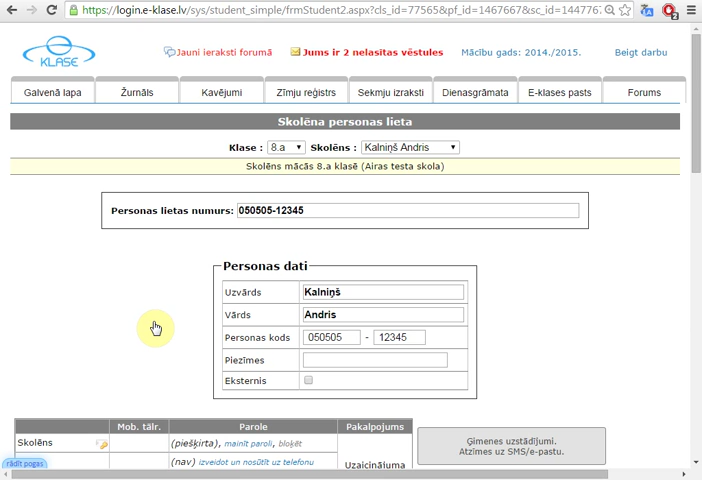 https://login.e-klase.lv/sys/student_simple/frmStudent2.aspx?cls_id=77565&pf_id=1467667&sc_id=1447767
2
KLASE
Jauni ieraksti forumā
Jums ir 2 nelasītas vēstules
Mācību gads: 2014./2015.
Beigt darbu
Galvenā lapa
Žurnāls
Kavējumi
Zīmju reģistrs
Sekmju izraksti
Dienasgrāmata
E-klases pasts
Forums
Skolēna personas lieta
Klase : 8.a Skolēns : Kalniņš Andris
Skolēns mācās 8.a klasē (Airas testa skola)
Personas lietas numurs: 050505-12345
Personas dati
Uzvārds Kalniņš
Vārds Andris
Personas kods 050505 - 12345
Piezīmes
Eksternis
Mob. tālr. Parole Pakalpojums
Skolēns (piešķirta), mainīt paroli, bloķēt
(nav) izveidot un nosūtīt uz telefonu
Uzaicinājuma
Ģimenes uzstādījumi.
Atzīmes uz SMS/e-pastu.
rādīt pogas